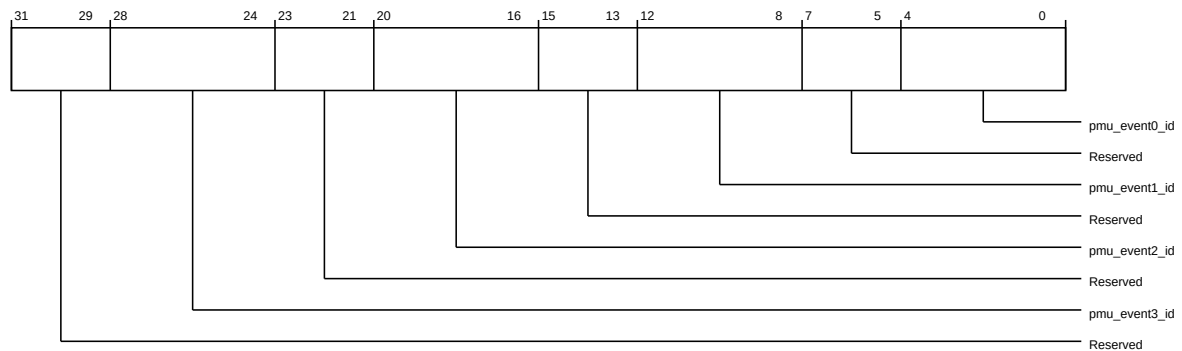 31 29 28 24 23 21 20 16 15 13 12 8 7 5 4 0
pmu_event0_id
Reserved
pmu_event1_id
Reserved
pmu_event2_id
Reserved
pmu_event3_id
Reserved